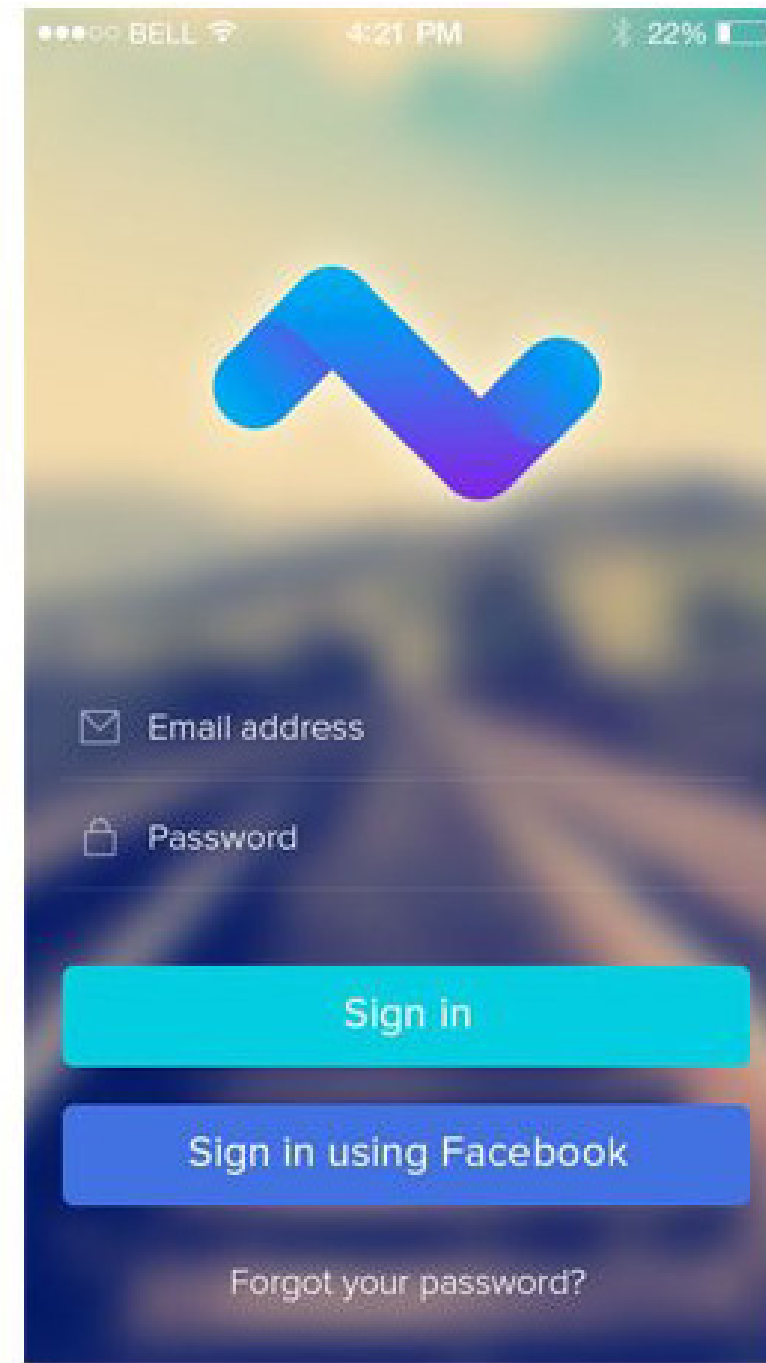 BELL 4:21 PM 22%
Email address
Password
Sign in
Sign in using Facebook
Forgot your password?